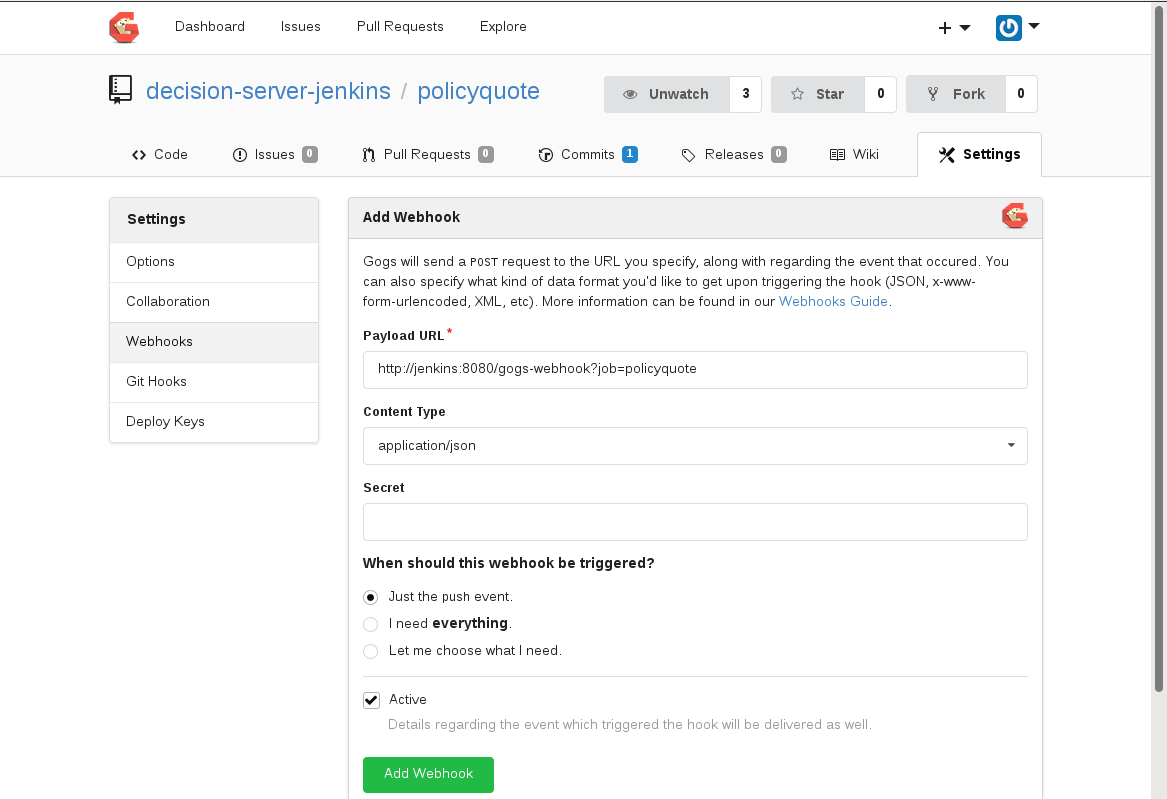 Dashboard Issues Pull Requests Explore
decision-server-jenkins / policyquote Unwatch 3 Star 0 Fork 0
Code Issues 0 Pull Requests 0 Commits 1 Releases 0 Wiki Settings
Settings
Options
Collaboration
Webhooks
Git Hooks
Deploy Keys
Add Webhook
Gogs will send a POST request to the URL you specify, along with regarding the event that occured. You
can also specify what kind of data format you'd like to get upon triggering the hook (JSON, x-www-
form-urlencoded, XML, etc). More information can be found in our Webhooks Guide.
Payload URL*
http://jenkins:8080/gogs-webhook?job=policyquote
Content Type
application/json
Secret
When should this webhook be triggered?
Just the push event.
I need everything.
Let me choose what I need.
Active
Details regarding the event which triggered the hook will be delivered as well.
Add Webhook